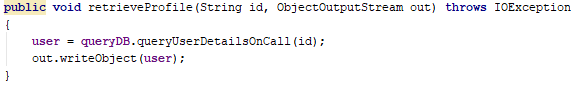 public void retrieveProfile(String id, ObjectOutputStream out) throws IOException
{
    user = queryDB.queryUserDetailsOnCall(id);
    out.writeObject(user);
}